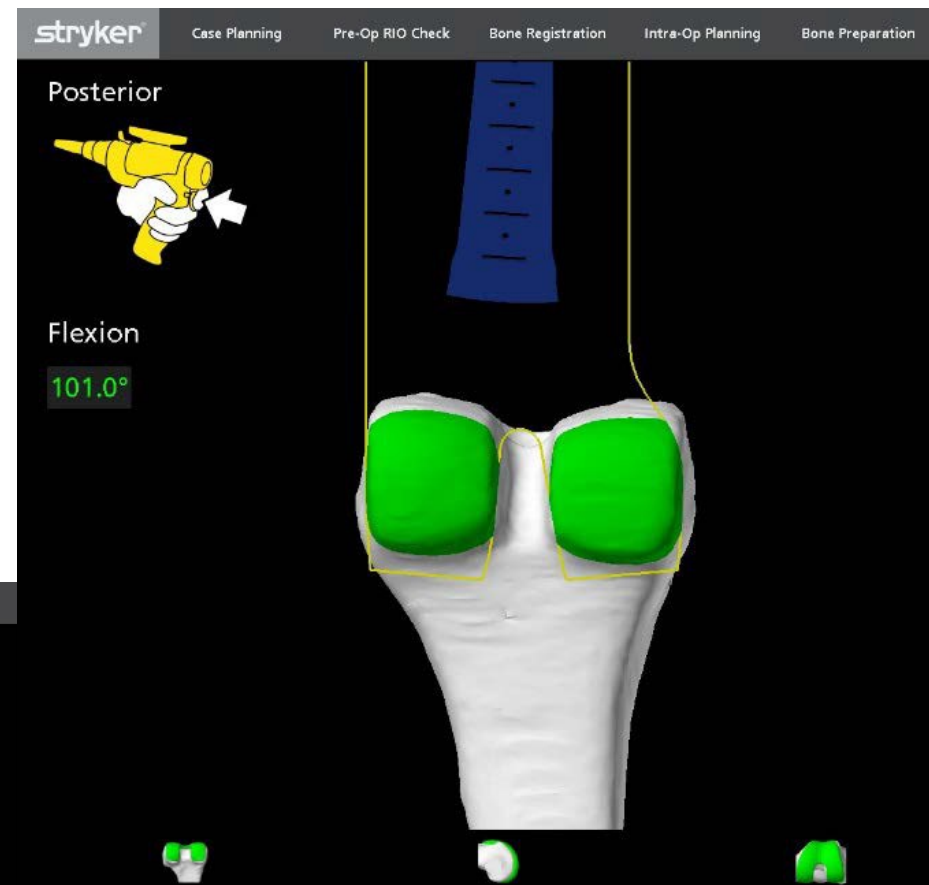 stryker®
Case Planning
Pre-Op RIO Check
Bone Registration
Intra-Op Planning
Bone Preparation
Posterior
Flexion
101.0°